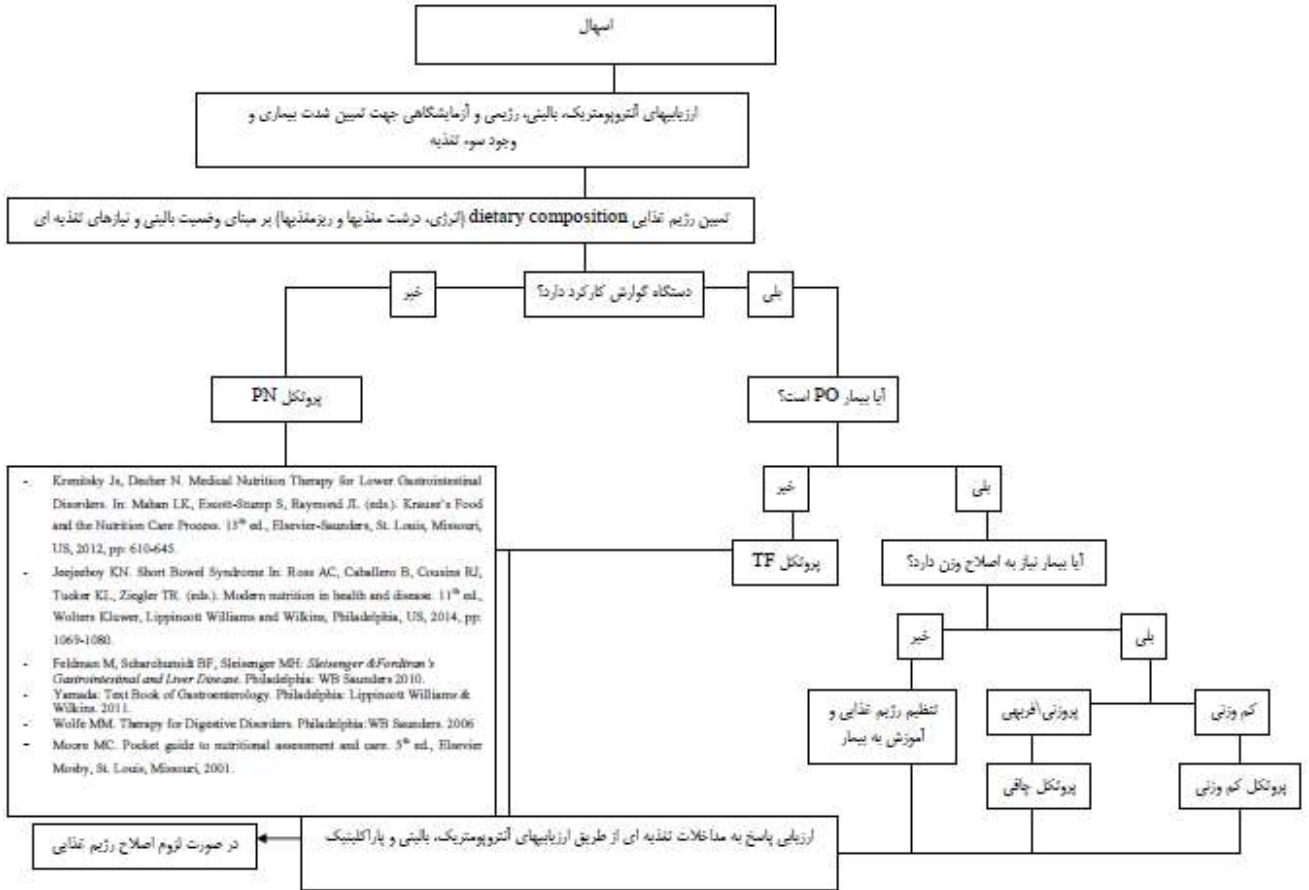 اسهال
ارزیابیهای آنتروپومتریک، بالینی، رژیمی و آزمایشگاهی جهت تعیین شدت بیماری و
وجود سوء تغذیه
تعیین رژیم غذایی dietary composition (انرژی، درشت مغذیها و ریزمغذیها) بر مبنای وضعیت بالینی و نیازهای تغذیه ای
بلی
دستگاه گوارش کارکرد دارد؟
خیر
آیا بیمار PO است؟
پروتکل PN
- Krenitsky Js, Decher N. Medical Nutrition Therapy for Lower Gastrointestinal
Disorders. In: Mahan LK, Escott-Stump S, Raymond JL (eds.). Krause's Food
and the Nutrition Care Process. 13th ed., Elsevier-Saunders, St. Louis, Missouri,
US, 2012, pp: 610-645.
- Jeejeeboy KN. Short Bowel Syndrome In: Ross AC, Caballero B, Cousins RJ,
Tucker KL, Ziegler TR. (eds.). Modern nutrition in health and disease. 11th ed.,
Wolters Kluwer, Lippincott Williams and Wilkins, Philadelphia, US, 2014, pp:
1069-1080.
- Feldman M, Scharchumidt BF, Sleisenger MH: Sleisenger &Fordtran's
Gastrointestinal and Liver Disease. Philadelphia: WB Saunders 2010.
- Yamada: Text Book of Gastroenterology. Philadelphia: Lippincott Williams &
Wilkins. 2011.
- Wolfe MM. Therapy for Digestive Disorders. Philadelphia: WB Saunders. 2006
- Moore MC. Pocket guide to nutritional assessment and care. 5th ed., Elsevier
Mosby, St. Louis, Missouri, 2001.
بلی
خیر
آیا بیمار نیاز به اصلاح وزن دارد؟
پروتکل TF
بلی
خیر
کم وزنی
پروزنی\فربهی
تنظیم رژیم غذایی و
آموزش به بیمار
پروتکل کم وزنی
پروتکل چاقی
ارزیابی پاسخ به مداخلات تغذیه ای از طریق ارزیابیهای آنتروپومتریک، بالینی و پاراکلینیک
در صورت لزوم اصلاح رژیم غذایی